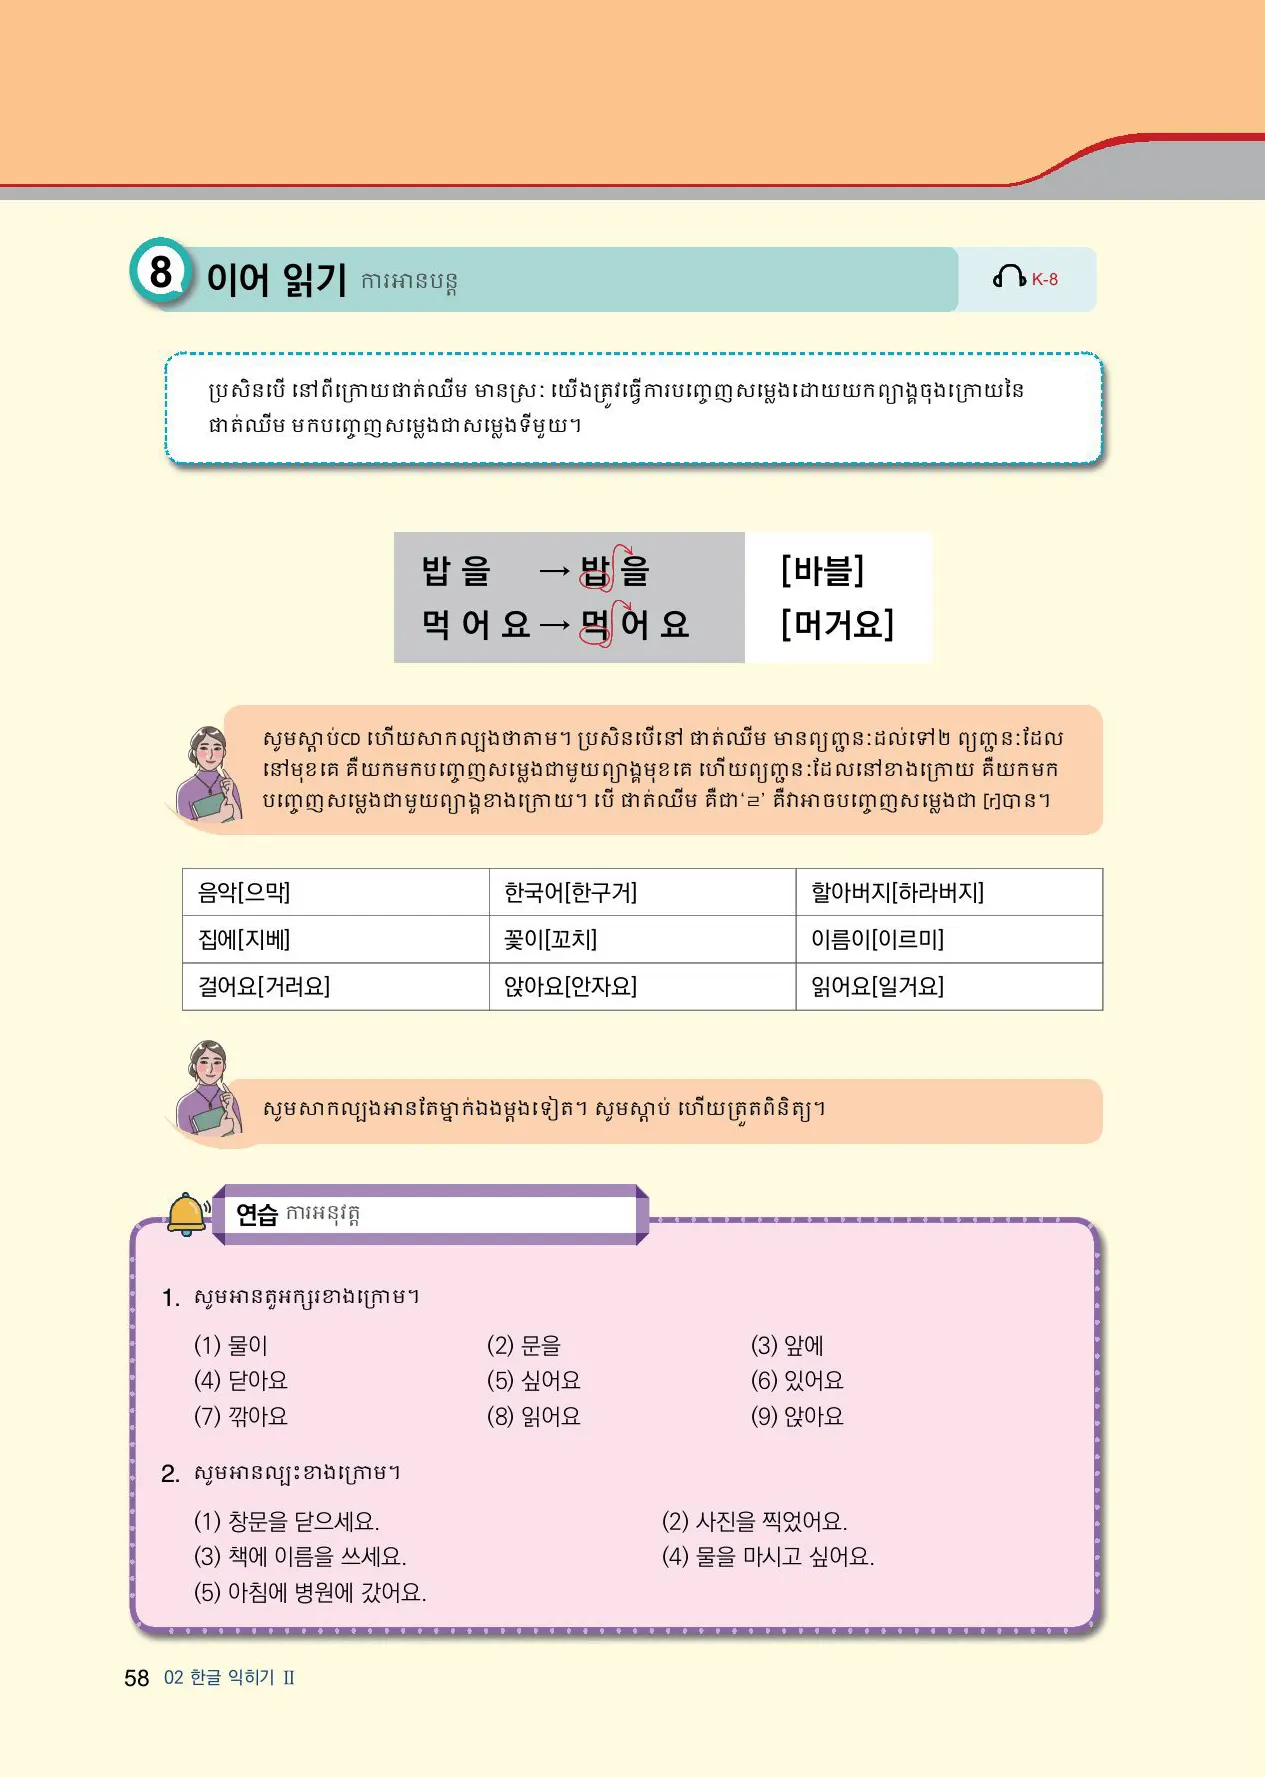 8 이어 읽기 ការអានបន្ត K-8
ប្រសិនបើ នៅពីក្រោយផាត់ឈីម មានស្រៈ យើងត្រូវធ្វើការបញ្ចេញសម្លេងដោយយកព្យាង្គចុងក្រោយនៃ
ផាត់ឈីម មកបញ្ចេញសម្លេងជាសម្លេងទីមួយ។
밥 을 → 밥 을 [바블]
먹 어 요 → 먹 어 요 [머거요]
សូមស្តាប់CD ហើយសាកល្បងថាតាម។ ប្រសិនបើនៅ ផាត់ឈីម មានព្យញ្ជនៈដល់ទៅ២ ព្យញ្ជនៈដែល
នៅមុខគេ គឺយកមកបញ្ចេញសម្លេងជាមួយព្យាង្គមុខគេ ហើយព្យញ្ជនៈដែលនៅខាងក្រោយ គឺយកមក
បញ្ចេញសម្លេងជាមួយព្យាង្គខាងក្រោយ។ បើ ផាត់ឈីម គឺជា‘ㄹ’ គឺវាអាចបញ្ចេញសម្លេងជា [r]បាន។
음악[으막] 한국어[한구거] 할아버지[하라버지]
집에[지베] 꽃이[꼬치] 이름이[이르미]
걸어요[거러요] 앉아요[안자요] 읽어요[일거요]
សូមសាកល្បងអានតែម្នាក់ឯងម្តងទៀត។ សូមស្តាប់ ហើយត្រួតពិនិត្យ។
연습 ការអនុវត្ត
1. សូមអានតួអក្សរខាងក្រោម។
(1) 물이 (2) 문을 (3) 앞에
(4) 닫아요 (5) 싶어요 (6) 있어요
(7) 깎아요 (8) 읽어요 (9) 앉아요
2. សូមអានល្បះខាងក្រោម។
(1) 창문을 닫으세요. (2) 사진을 찍었어요.
(3) 책에 이름을 쓰세요. (4) 물을 마시고 싶어요.
(5) 아침에 병원에 갔어요.
58 02 한글 익히기 Ⅱ